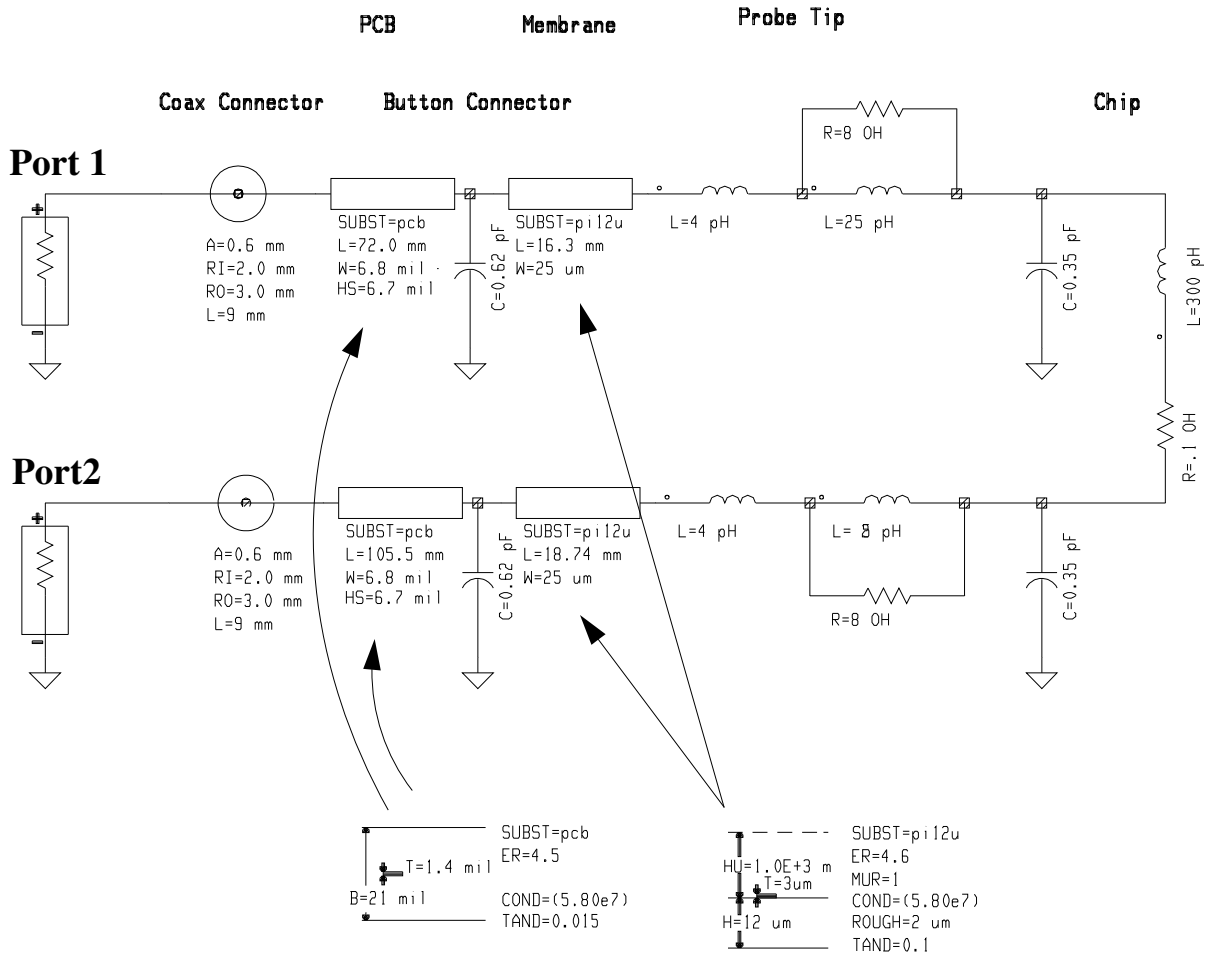 PCB
Membrane
Probe Tip
Coax Connector
Button Connector
Chip
Port 1
R=8 OH
SUBST=pcb
L=72.0 mm
W=6.8 mil
HS=6.7 mil
A=0.6 mm
RI=2.0 mm
RO=3.0 mm
L=9 mm
C=0.62 pF
SUBST=pi12u
L=16.3 mm
W=25 um
L=4 pH
L=25 pH
C=0.35 pF
L=300 pH
R=.1 OH
Port2
SUBST=pcb
L=105.5 mm
W=6.8 mil
HS=6.7 mil
A=0.6 mm
RI=2.0 mm
RO=3.0 mm
L=9 mm
C=0.62 pF
SUBST=pi12u
L=18.74 mm
W=25 um
L=4 pH
L= pH
R=8 OH
C=0.35 pF
SUBST=pcb
ER=4.5
T=1.4 mil
B=21 mil
COND=(5.80e7)
TAND=0.015
SUBST=pi12u
ER=4.6
HU=1.0E+3 m
MUR=1
T=3um
COND=(5.80e7)
H=12 um
ROUGH=2 um
TAND=0.1